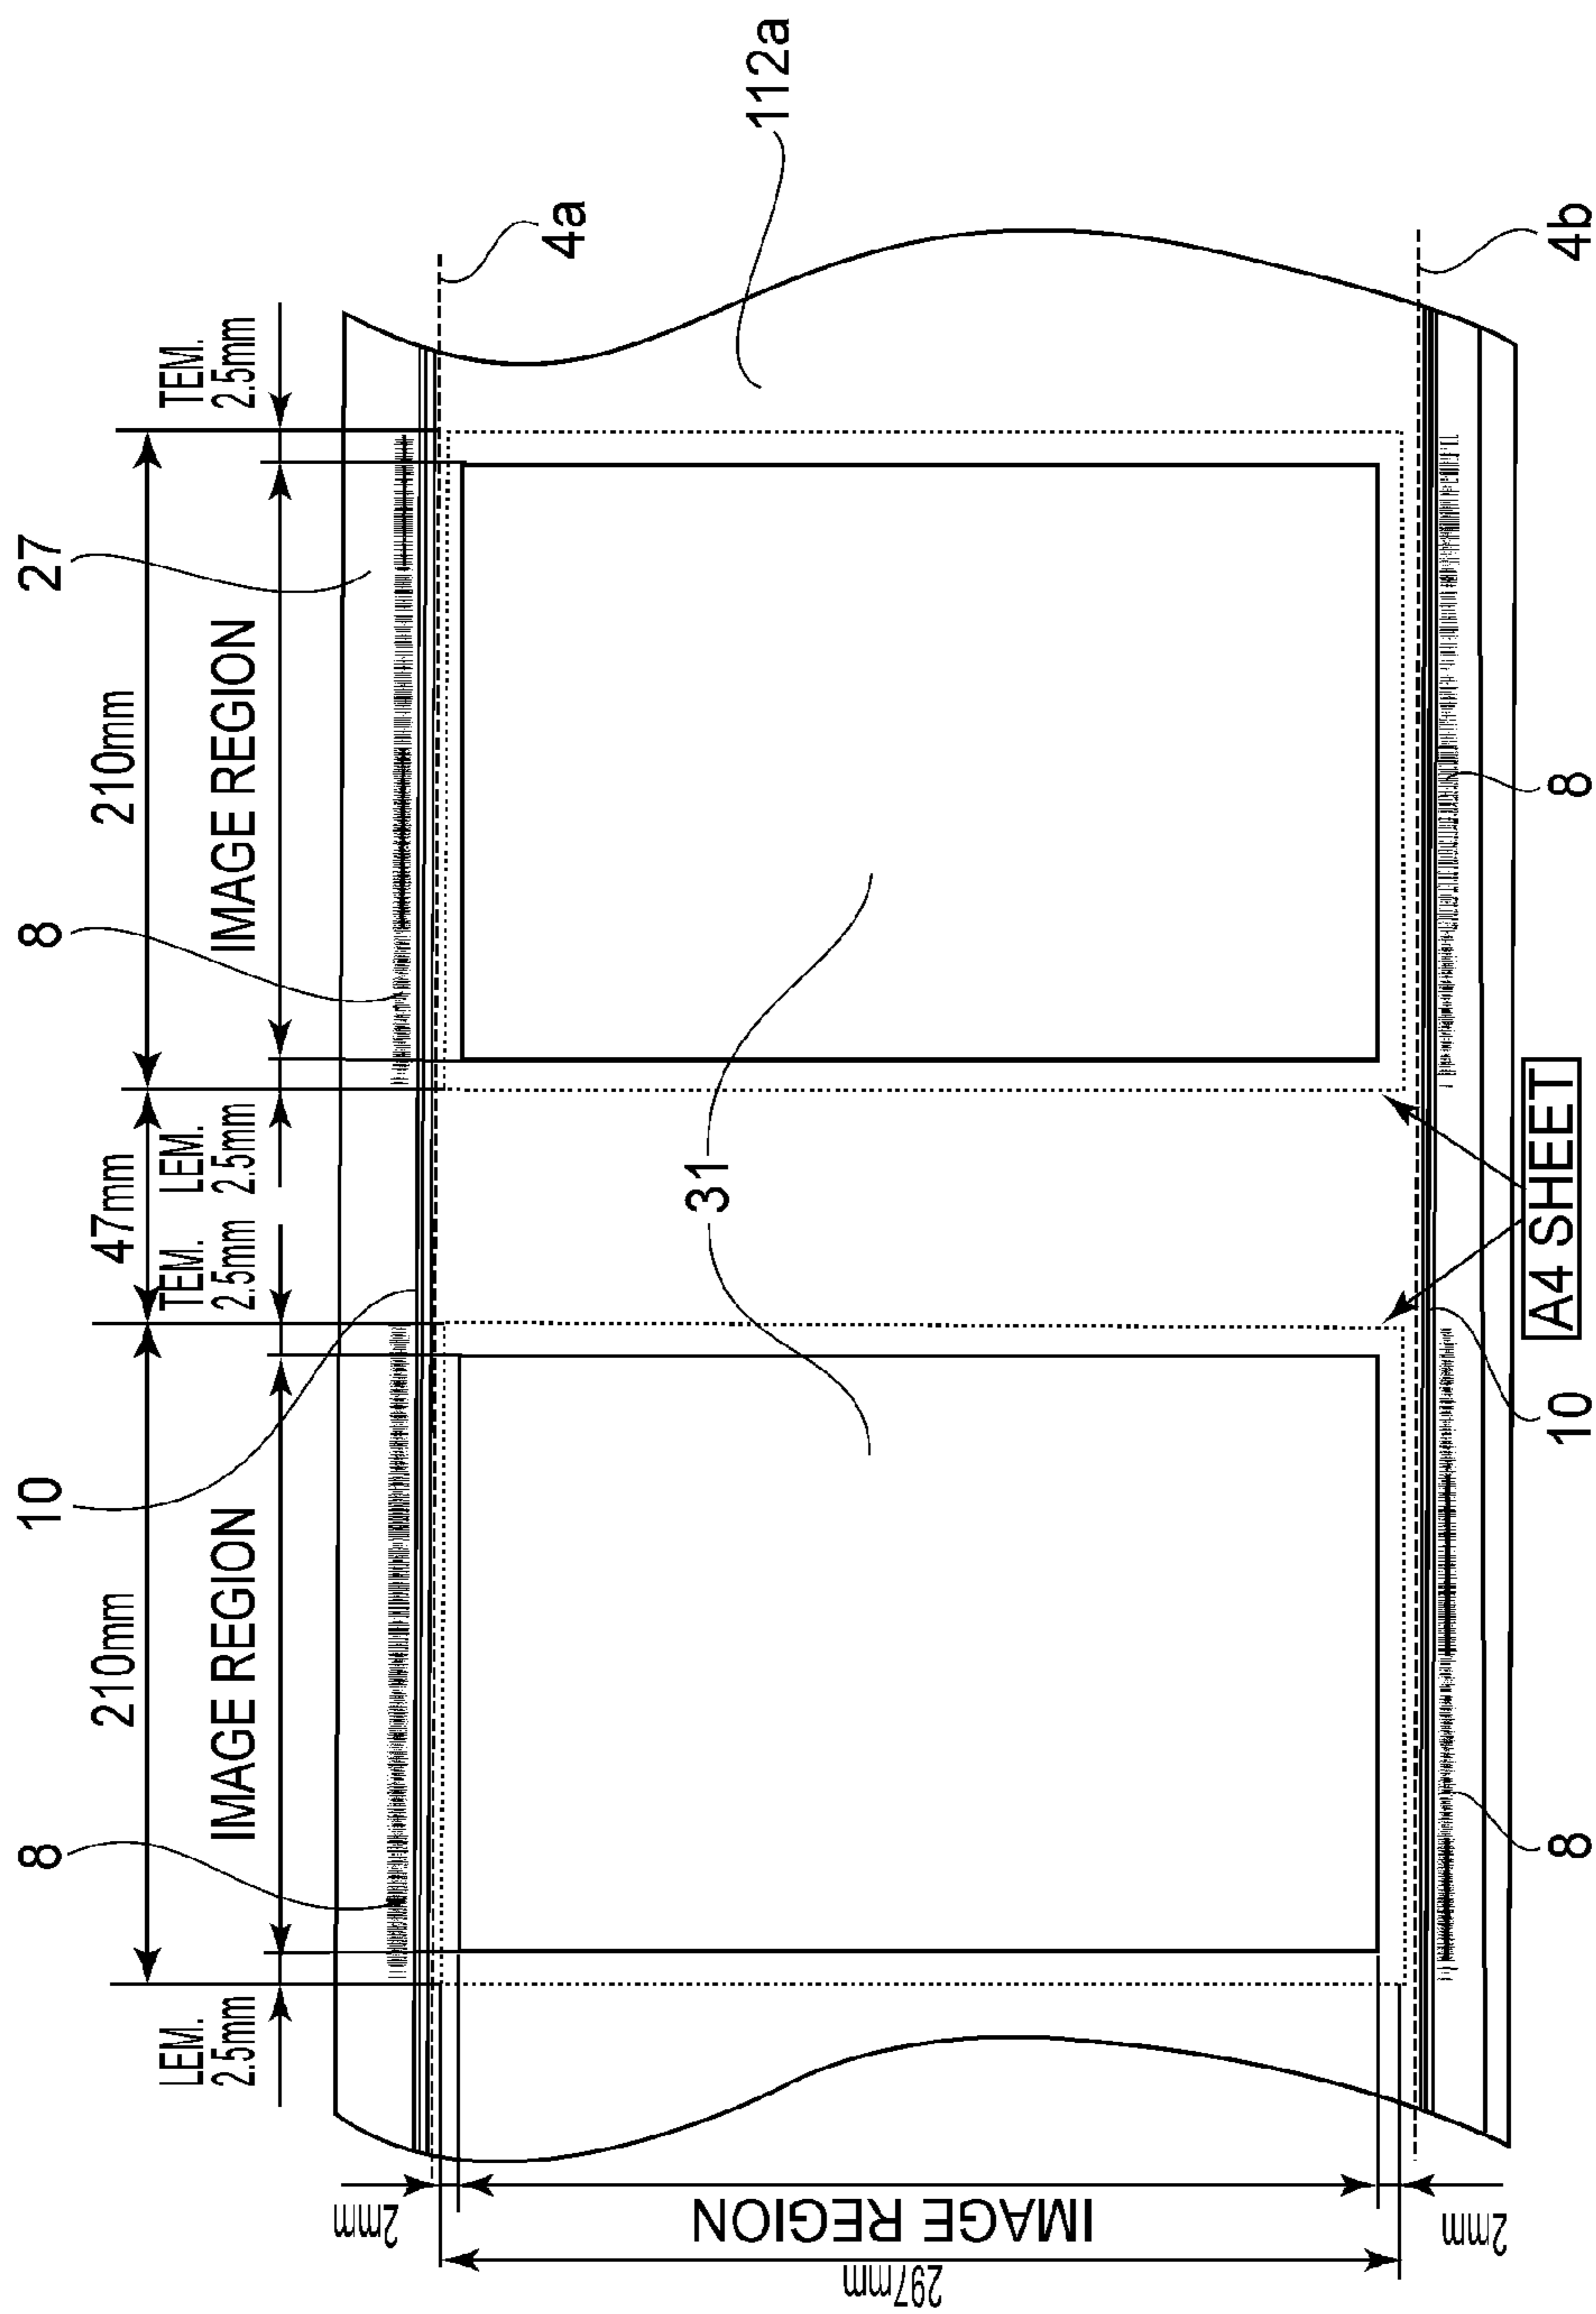 27
8
10
8
210mm
47mm
210mm
TEM.
2.5mm
LEM.
2.5mm
TEM.
2.5mm
LEM.
2.5mm
IMAGE REGION
IMAGE REGION
4a
112a
31
4b
8
10
8
A4 SHEET
2mm
IMAGE REGION
297mm
2mm